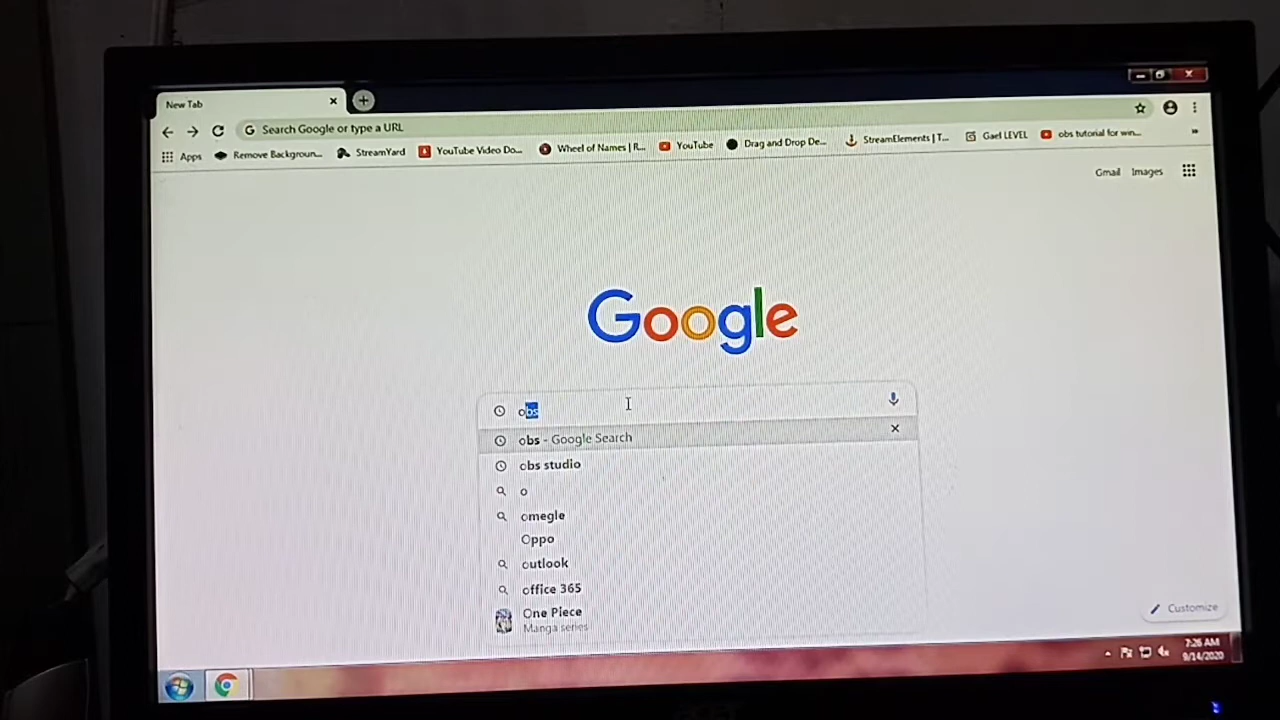 New Tab
Search Google or type a URL
Apps Remove Backgroun... StreamYard YouTube Video Do... Wheel of Names | R... YouTube Drag and Drop De... StreamElements | T... Gael LEVEL obs tutorial for win... »
Gmail Images
Google
obs
obs - Google Search
obs studio
o
omegle
Oppo
outlook
office 365
One Piece
Manga series
Customize
7:26 AM
9/14/2020
acer